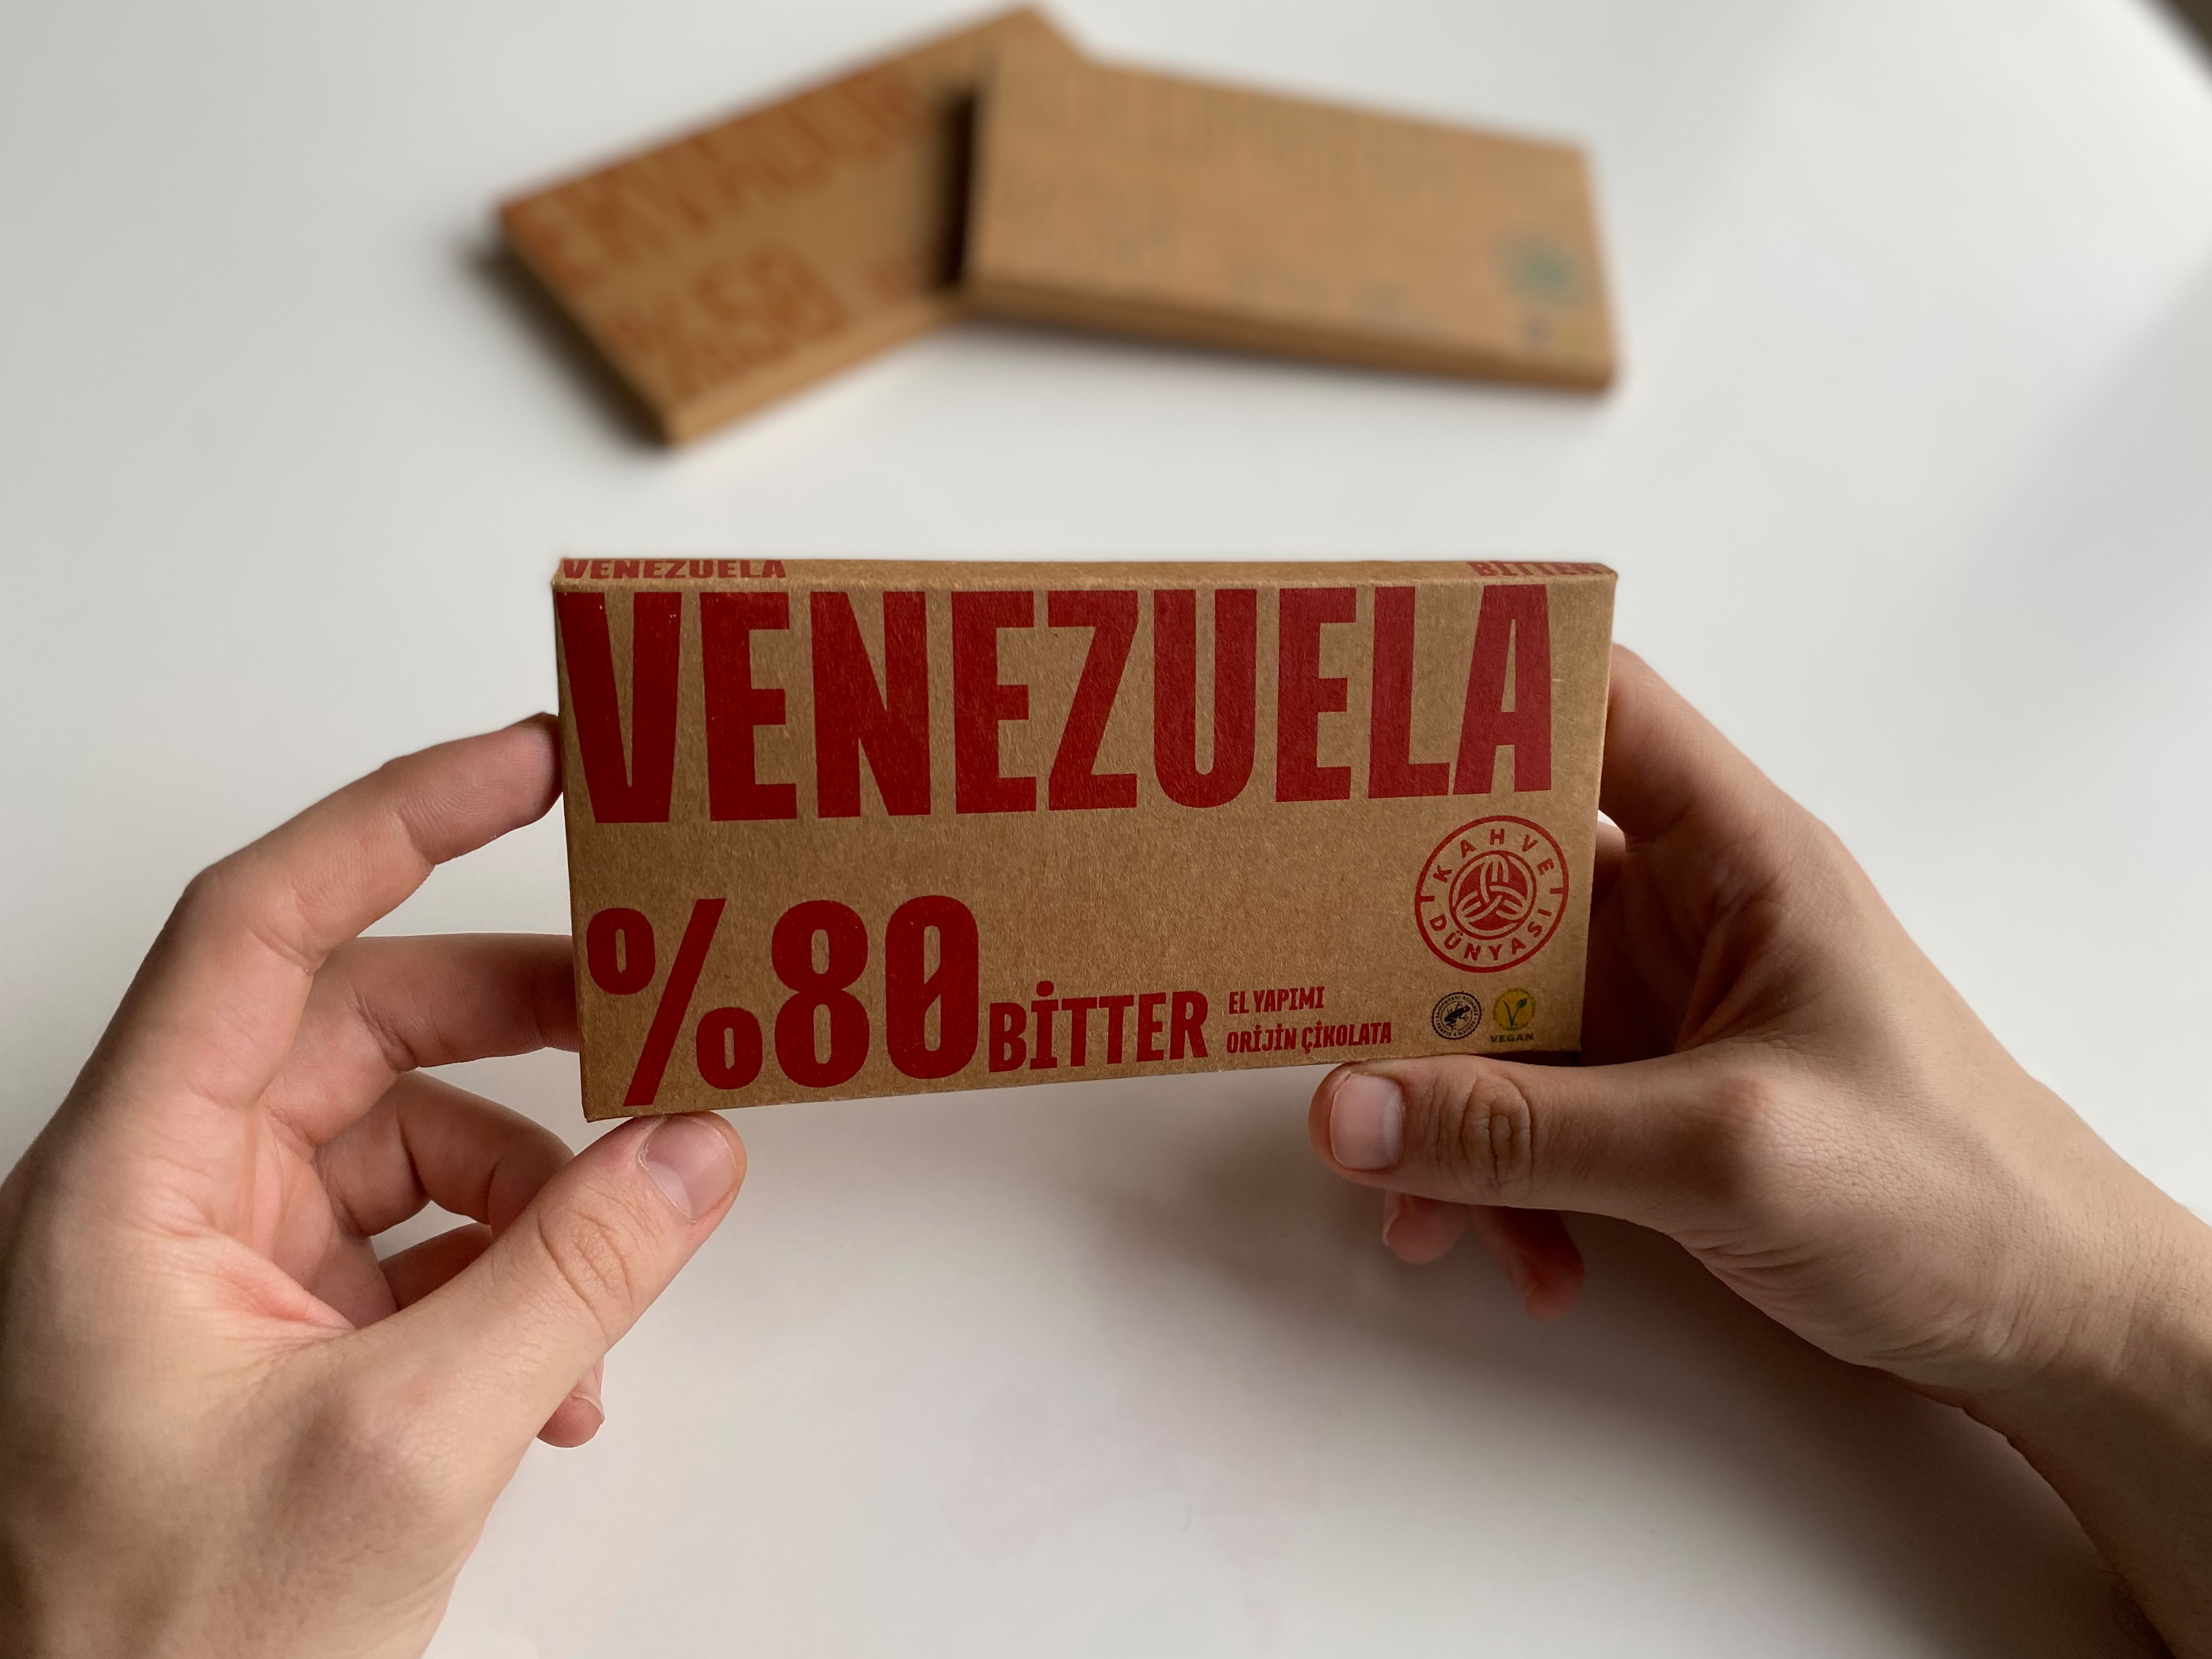 VENEZUELA BİTTER
VENEZUELA
KAHVE
DÜNYASI
%80 BİTTER
EL YAPIMI
ORİJİN ÇİKOLATA
VEGAN